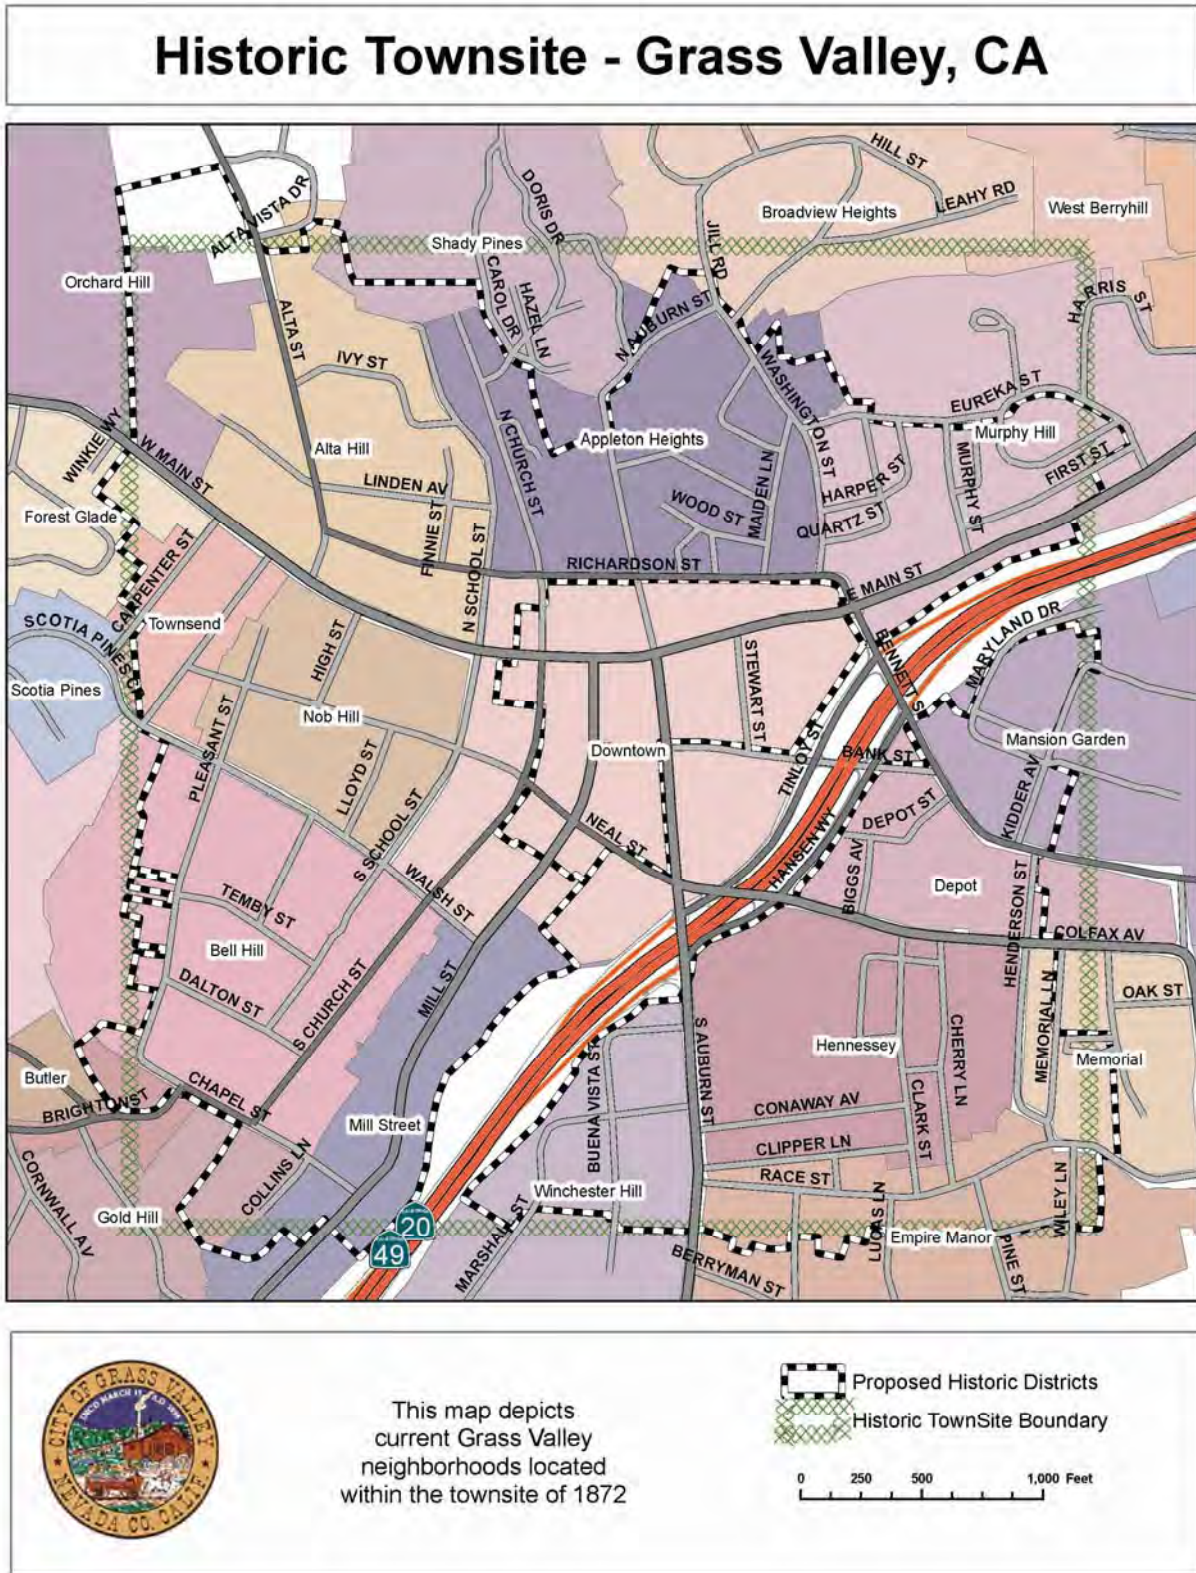 Historic Townsite - Grass Valley, CA
HILL ST
DORIS DR
LEAHY RD
ALTA VISTA DR
Broadview Heights
West Berryhill
Shady Pines
JILL RD
Orchard Hill
CAROL DR
HAZEL LN
HARRIS ST
N AUBURN ST
ALTA ST
IVY ST
WASHINGTON ST
EUREKA ST
WINKIE WY
W MAIN ST
N CHURCH ST
Appleton Heights
Murphy Hill
Alta Hill
MURPHY ST
FIRST ST
LINDEN AV
HARPER ST
MAIDEN LN
WOOD ST
Forest Glade
FINNIE ST
QUARTZ ST
CARPENTER ST
N SCHOOL ST
RICHARDSON ST
E MAIN ST
SCOTIA PINES C
Townsend
HIGH ST
BENNETT S
MARYLAND DR
STEWART ST
Scotia Pines
Nob Hill
PLEASANT ST
Downtown
TINLOY ST
BANK ST
Mansion Garden
LLOYD ST
KIDDER AV
S SCHOOL ST
NEAL ST
DEPOT ST
HANSEN WY
BIGGS AV
Depot
WALSH ST
TEMBY ST
HENDERSON ST
COLFAX AV
Bell Hill
MILL ST
DALTON ST
S CHURCH ST
OAK ST
MEMORIAL LN
CHERRY LN
Hennessey
Memorial
S AUBURN ST
BUENA VISTA ST
Butler
CHAPEL ST
BRIGHTON ST
CONAWAY AV
CLARK ST
Mill Street
CLIPPER LN
COLLINS LN
RACE ST
CORNWALL AV
Winchester Hill
WILEY LN
LUCAS LN
Gold Hill
20
49
MARSHALL ST
Empire Manor
BERRYMAN ST
PINE ST
CITY OF GRASS VALLEY
NEVADA CO. CALIF.
This map depicts
current Grass Valley
neighborhoods located
within the townsite of 1872
Proposed Historic Districts
Historic TownSite Boundary
0 250 500 1,000 Feet